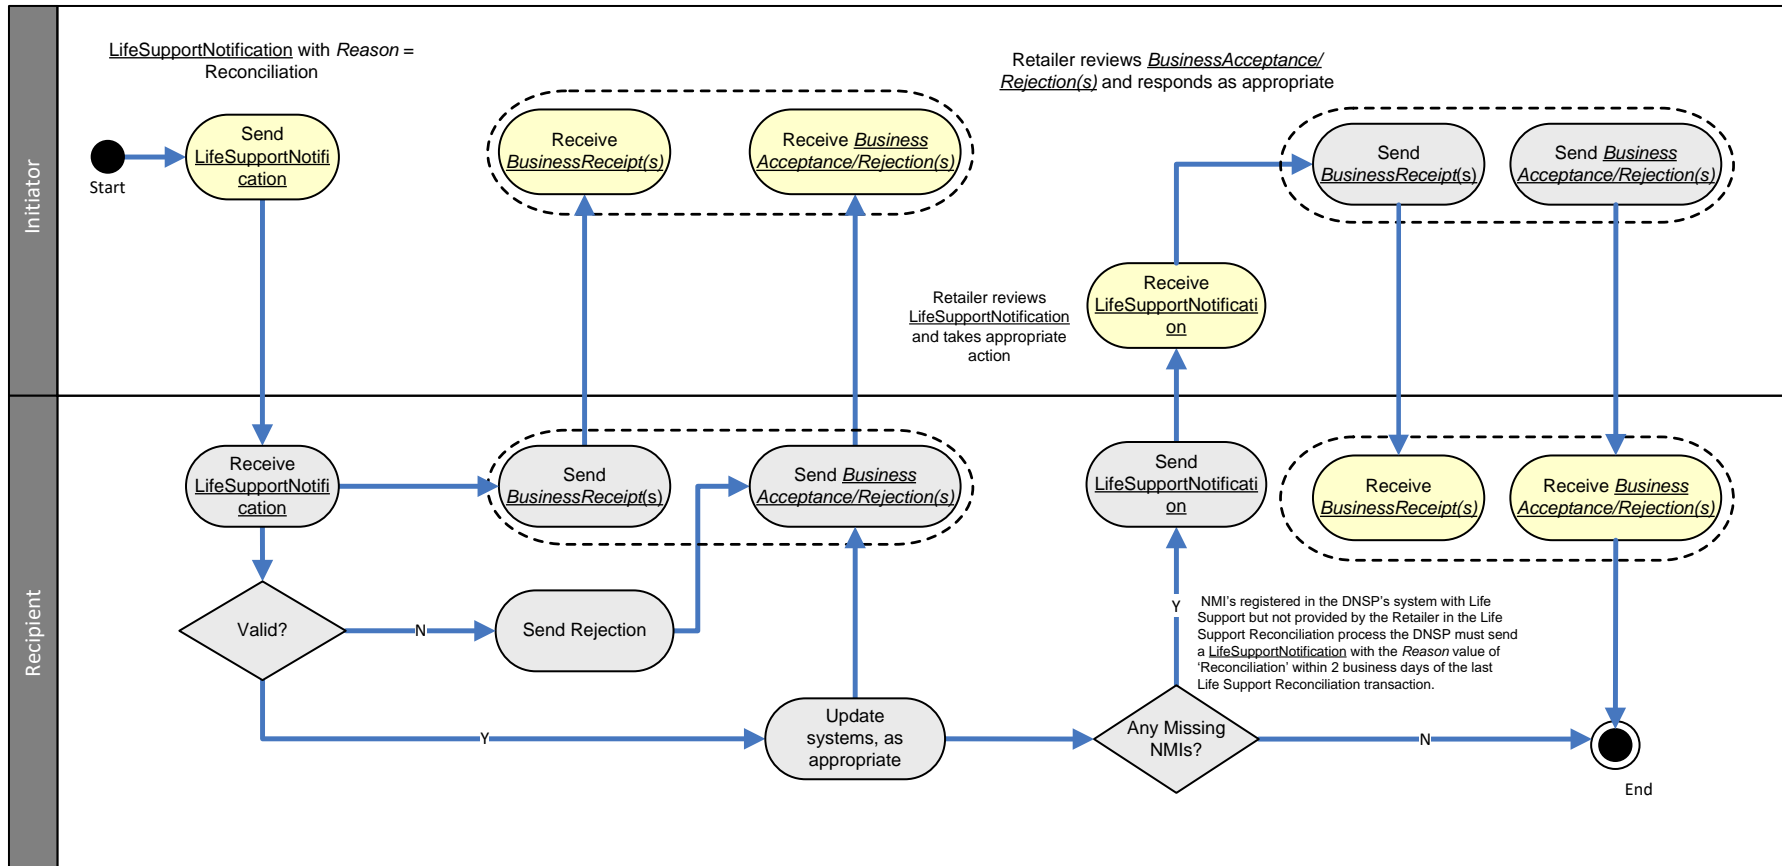 Initiator
LifeSupportNotification with Reason =
Reconciliation
Start
Send
LifeSupportNotifi
cation
Receive
BusinessReceipt(s)
Receive Business
Acceptance/Rejection(s)
Retailer reviews BusinessAcceptance/
Rejection(s) and responds as appropriate
Send
BusinessReceipt(s)
Send Business
Acceptance/Rejection(s)
Retailer reviews
LifeSupportNotification
and takes appropriate
action
Receive
LifeSupportNotificati
on
Recipient
Receive
LifeSupportNotifi
cation
Send
BusinessReceipt(s)
Send Business
Acceptance/Rejection(s)
Send
LifeSupportNotificati
on
Receive
BusinessReceipt(s)
Receive Business
Acceptance/Rejection(s)
Valid?
N
Send Rejection
Y
NMI's registered in the DNSP's system with Life
Support but not provided by the Retailer in the Life
Support Reconciliation process the DNSP must send
a LifeSupportNotification with the Reason value of
'Reconciliation' within 2 business days of the last
Life Support Reconciliation transaction.
Y
Update
systems, as
appropriate
Any Missing
NMIs?
N
End